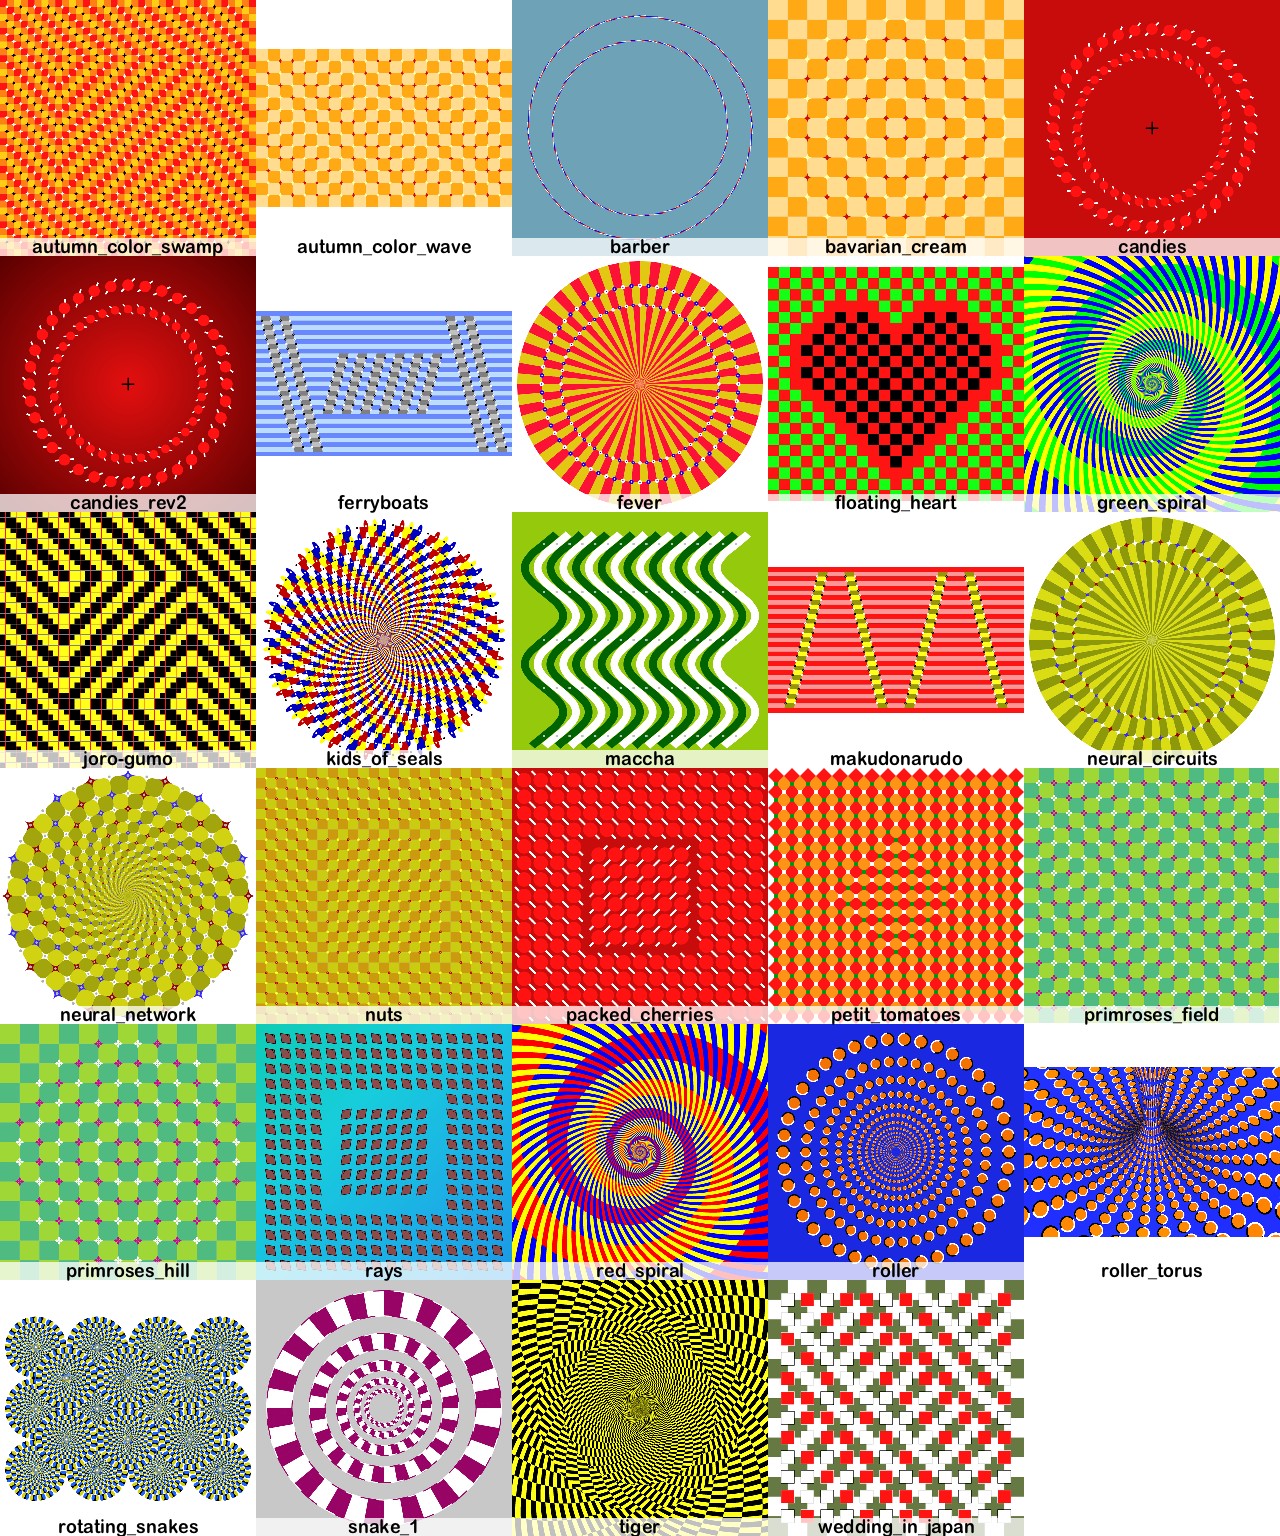 autumn_color_swamp
autumn_color_wave
barber
bavarian_cream
candies
candies_rev2
ferryboats
fever
floating_heart
green_spiral
joro-gumo
kids_of_seals
maccha
makudonarudo
neural_circuits
neural_network
nuts
packed_cherries
petit_tomatoes
primroses_field
primroses_hill
rays
red_spiral
roller
roller_torus
rotating_snakes
snake_1
tiger
wedding_in_japan